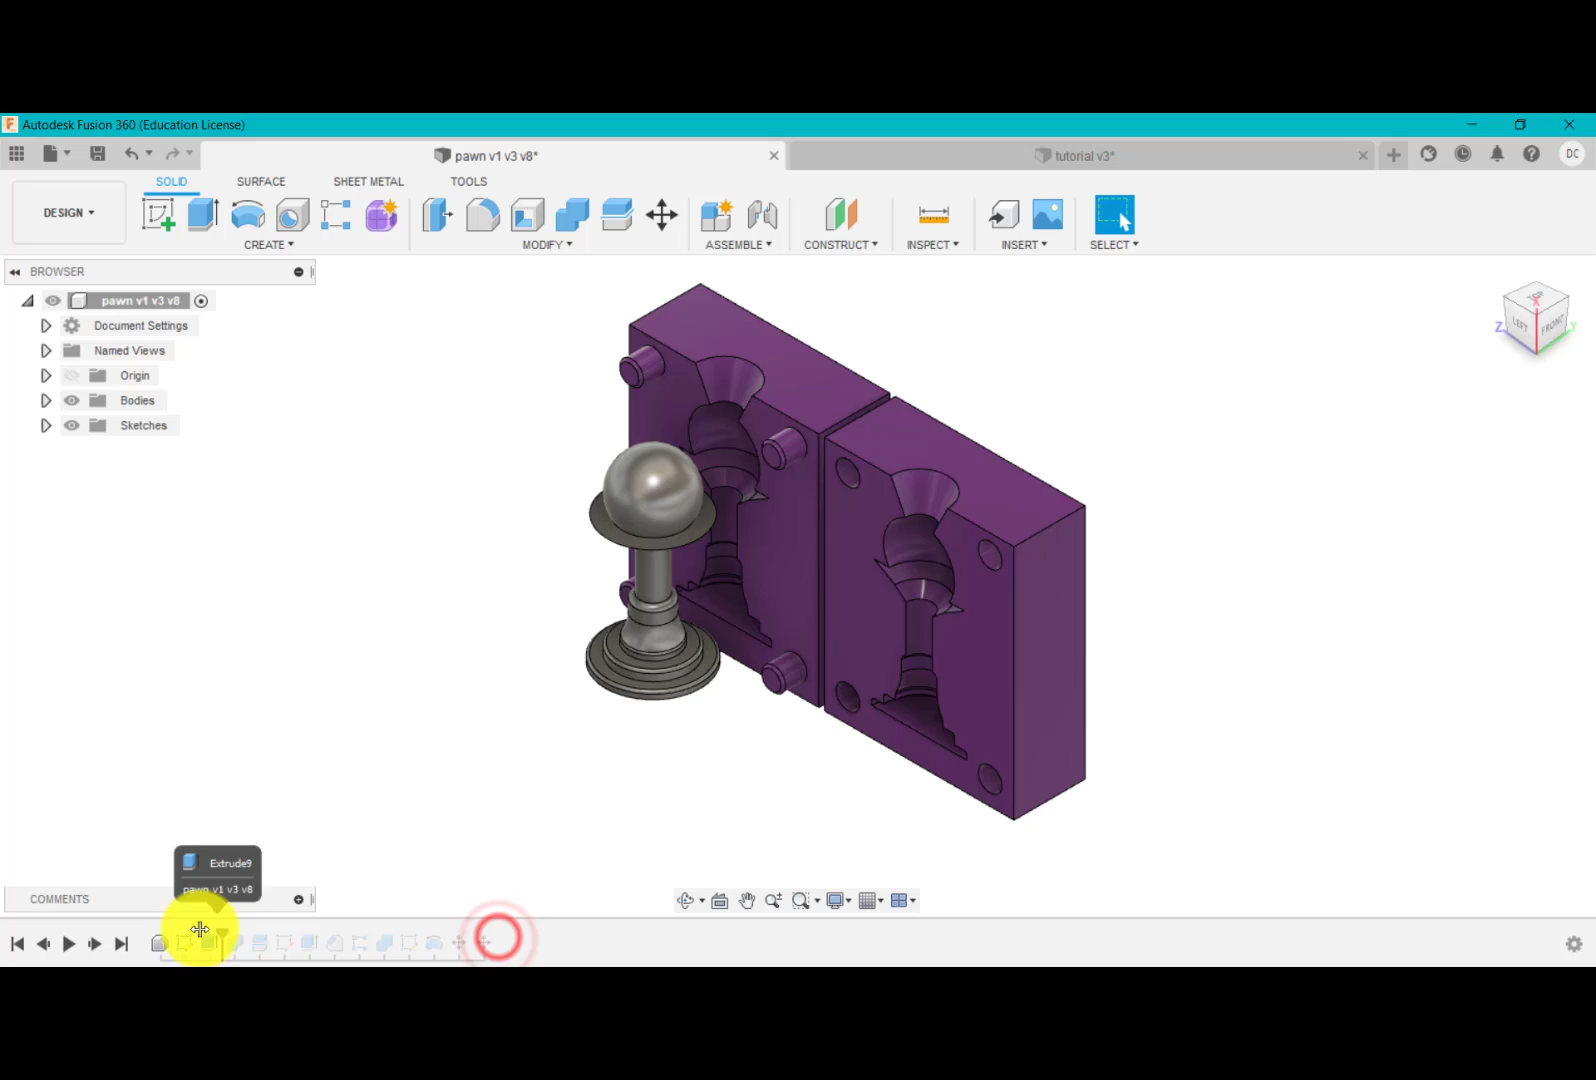 Autodesk Fusion 360 (Education License)
pawn v1 v3 v8*
tutorial v3*
DC
DESIGN
SOLID
SURFACE
SHEET METAL
TOOLS
CREATE
MODIFY
ASSEMBLE
CONSTRUCT
INSPECT
INSERT
SELECT
BROWSER
pawn v1 v3 v8
Document Settings
Named Views
Origin
Bodies
Sketches
TOP
LEFT
FRONT
X
Z
Y
Extrude9
pawn v1 v3 v8
COMMENTS